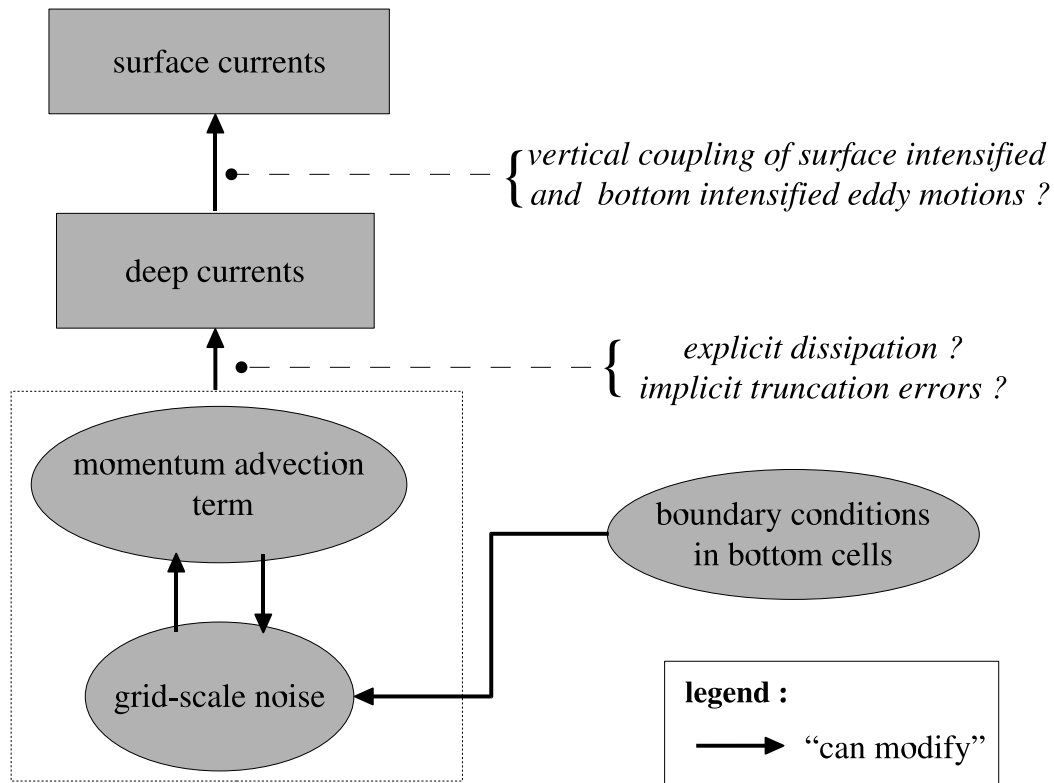 surface currents
vertical coupling of surface intensified
and bottom intensified eddy motions ?
deep currents
explicit dissipation ?
implicit truncation errors ?
momentum advection
term
boundary conditions
in bottom cells
grid-scale noise
legend :
“can modify”